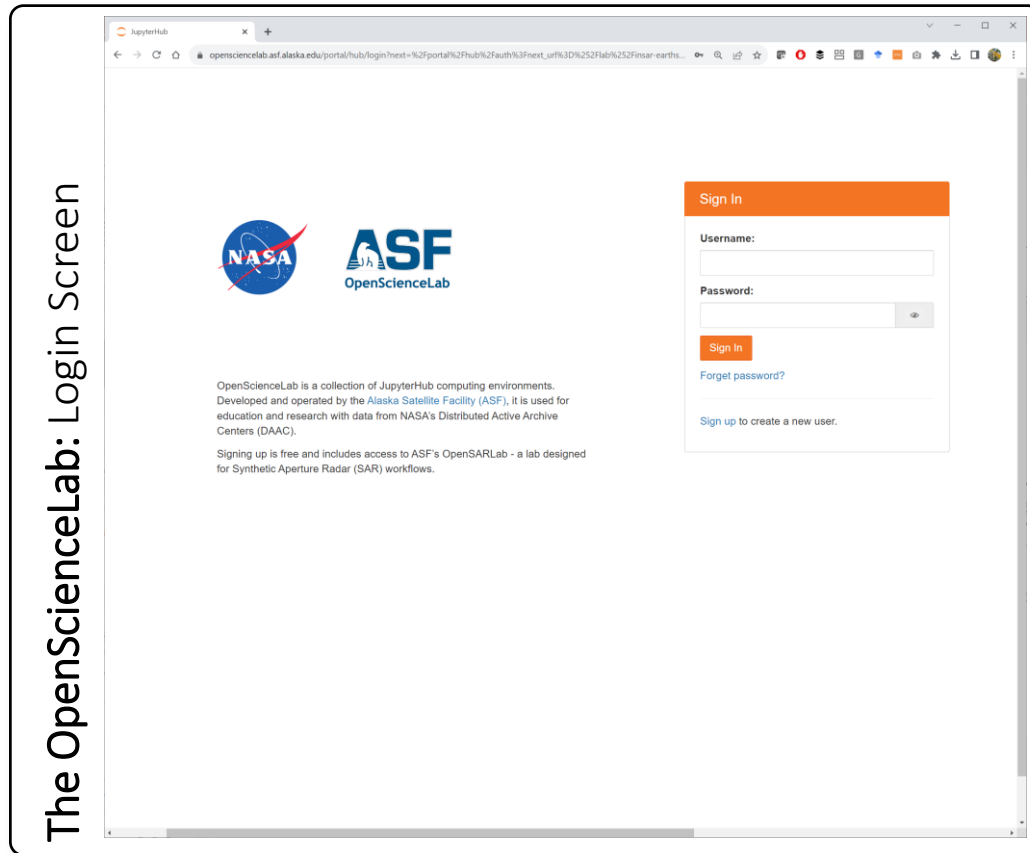 The OpenScienceLab: Login Screen
JupyterHub
opensciencelab.asf.alaska.edu/portal/hub/login?next=%2Fportal%2Fhub%2Fauth%3Fnext_url%3D%252Flab%252Finsar-earths...
NASA
ASF
OpenScienceLab
OpenScienceLab is a collection of JupyterHub computing environments.
Developed and operated by the Alaska Satellite Facility (ASF), it is used for
education and research with data from NASA's Distributed Active Archive
Centers (DAAC).
Signing up is free and includes access to ASF's OpenSARLab - a lab designed
for Synthetic Aperture Radar (SAR) workflows.
Sign In
Username:
Password:
Sign In
Forget password?
Sign up to create a new user.